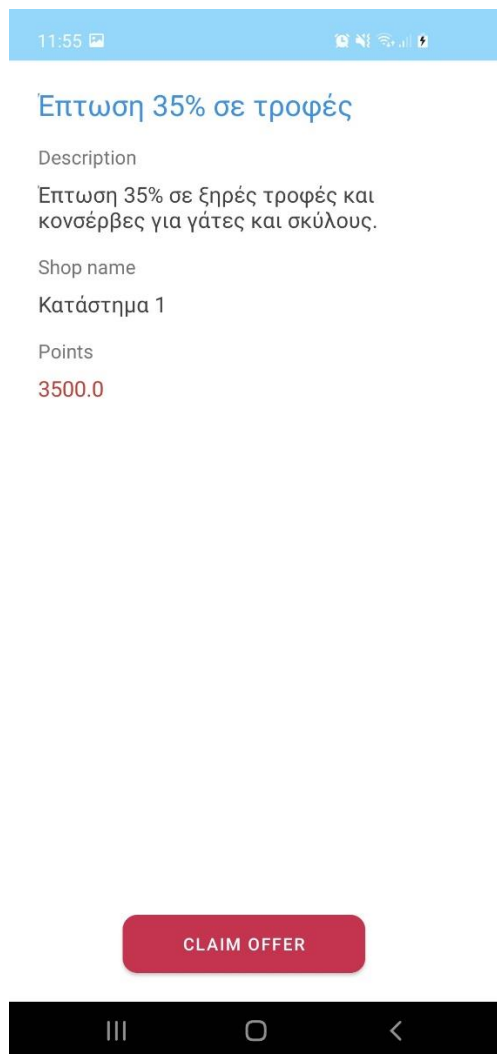 11:55
Έπτωση 35% σε τροφές
Description
Έπτωση 35% σε ξηρές τροφές και
κονσέρβες για γάτες και σκύλους.
Shop name
Κατάστημα 1
Points
3500.0
CLAIM OFFER